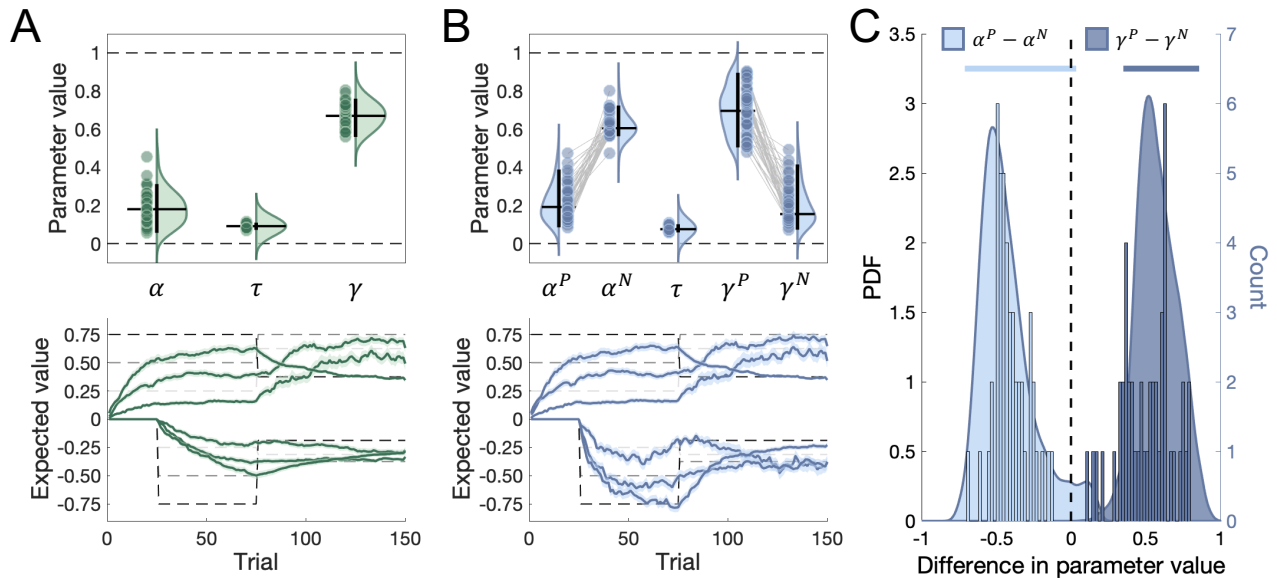 A
Parameter value
1
0.8
0.6
0.4
0.2
0
α
τ
γ
Expected value
0.75
0.50
0.25
0
-0.25
-0.50
-0.75
0
50
100
150
Trial
B
Parameter value
1
0.8
0.6
0.4
0.2
0
α^P
α^N
τ
γ^P
γ^N
Expected value
0.75
0.50
0.25
0
-0.25
-0.50
-0.75
0
50
100
150
Trial
C
α^P − α^N
γ^P − γ^N
PDF
3.5
3
2.5
2
1.5
1
0.5
0
Count
7
6
5
4
3
2
1
0
-1
-0.5
0
0.5
1
Difference in parameter value